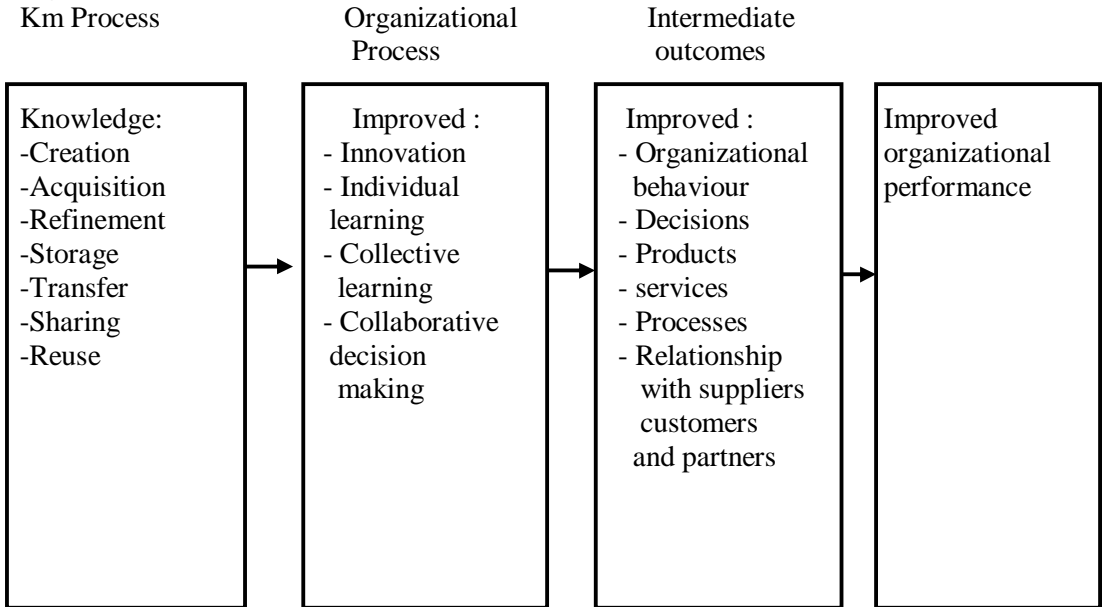 Km Process
Organizational
Process
Intermediate
outcomes
Knowledge:
-Creation
-Acquisition
-Refinement
-Storage
-Transfer
-Sharing
-Reuse
Improved :
- Innovation
- Individual
learning
- Collective
learning
- Collaborative
decision
making
Improved :
- Organizational
behaviour
- Decisions
- Products
- services
- Processes
- Relationship
with suppliers
customers
and partners
Improved
organizational
performance